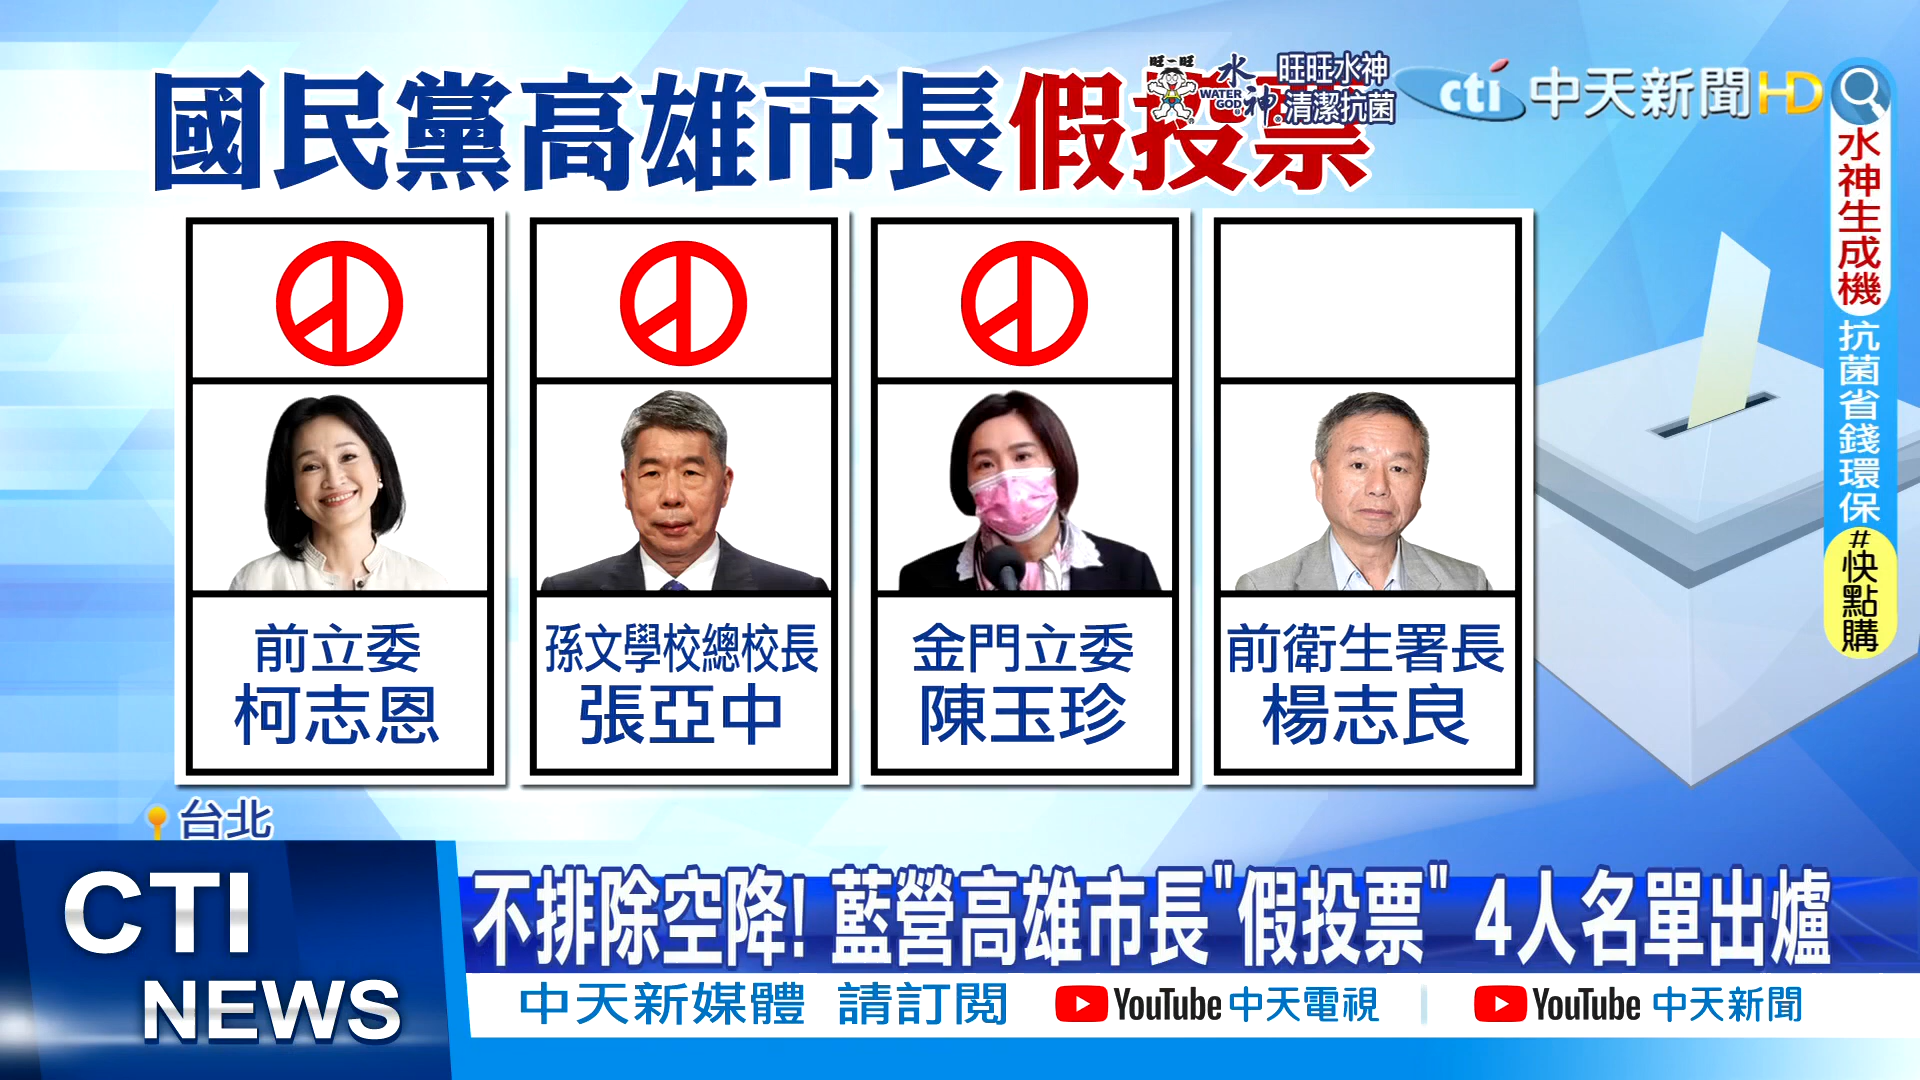 國民黨高雄市長假投票
旺旺
水神
WATER GOD
旺旺水神
清潔抗菌
cti 中天新聞HD
水神生成機
抗菌省錢環保
#快點購
前立委
柯志恩
孫文學校總校長
張亞中
金門立委
陳玉珍
前衛生署長
楊志良
台北
CTI
NEWS
不排除空降! 藍營高雄市長"假投票" 4人名單出爐
中天新媒體 請訂閱 YouTube 中天電視 | YouTube 中天新聞